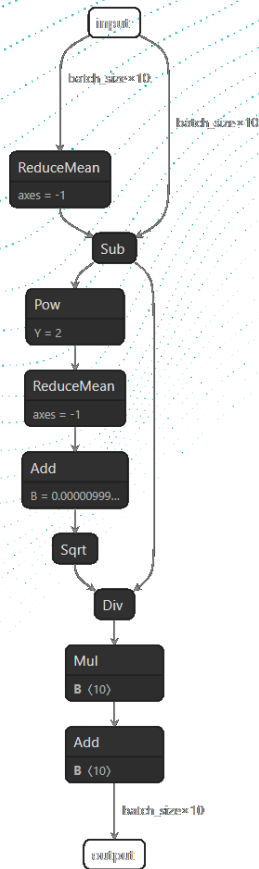 input
batch_size×10
batch_size×10
ReduceMean
axes = -1
Sub
Pow
Y = 2
ReduceMean
axes = -1
Add
B = 0.00000999...
Sqrt
Div
Mul
B ⟨10⟩
Add
B ⟨10⟩
batch_size×10
output